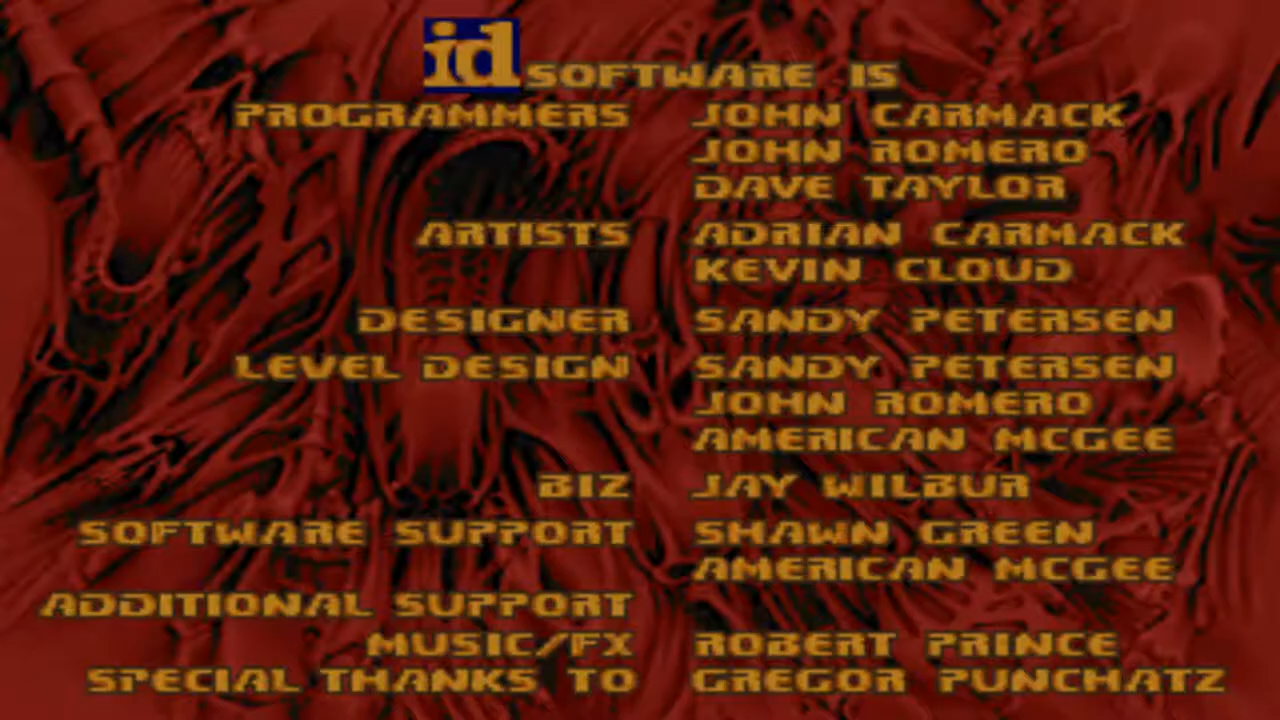 id SOFTWARE IS
PROGRAMMERS JOHN CARMACK
JOHN ROMERO
DAVE TAYLOR
ARTISTS ADRIAN CARMACK
KEVIN CLOUD
DESIGNER SANDY PETERSEN
LEVEL DESIGN SANDY PETERSEN
JOHN ROMERO
AMERICAN MCGEE
BIZ JAY WILBUR
SOFTWARE SUPPORT SHAWN GREEN
AMERICAN MCGEE
ADDITIONAL SUPPORT
MUSIC/FX ROBERT PRINCE
SPECIAL THANKS TO GREGOR PUNCHATZ